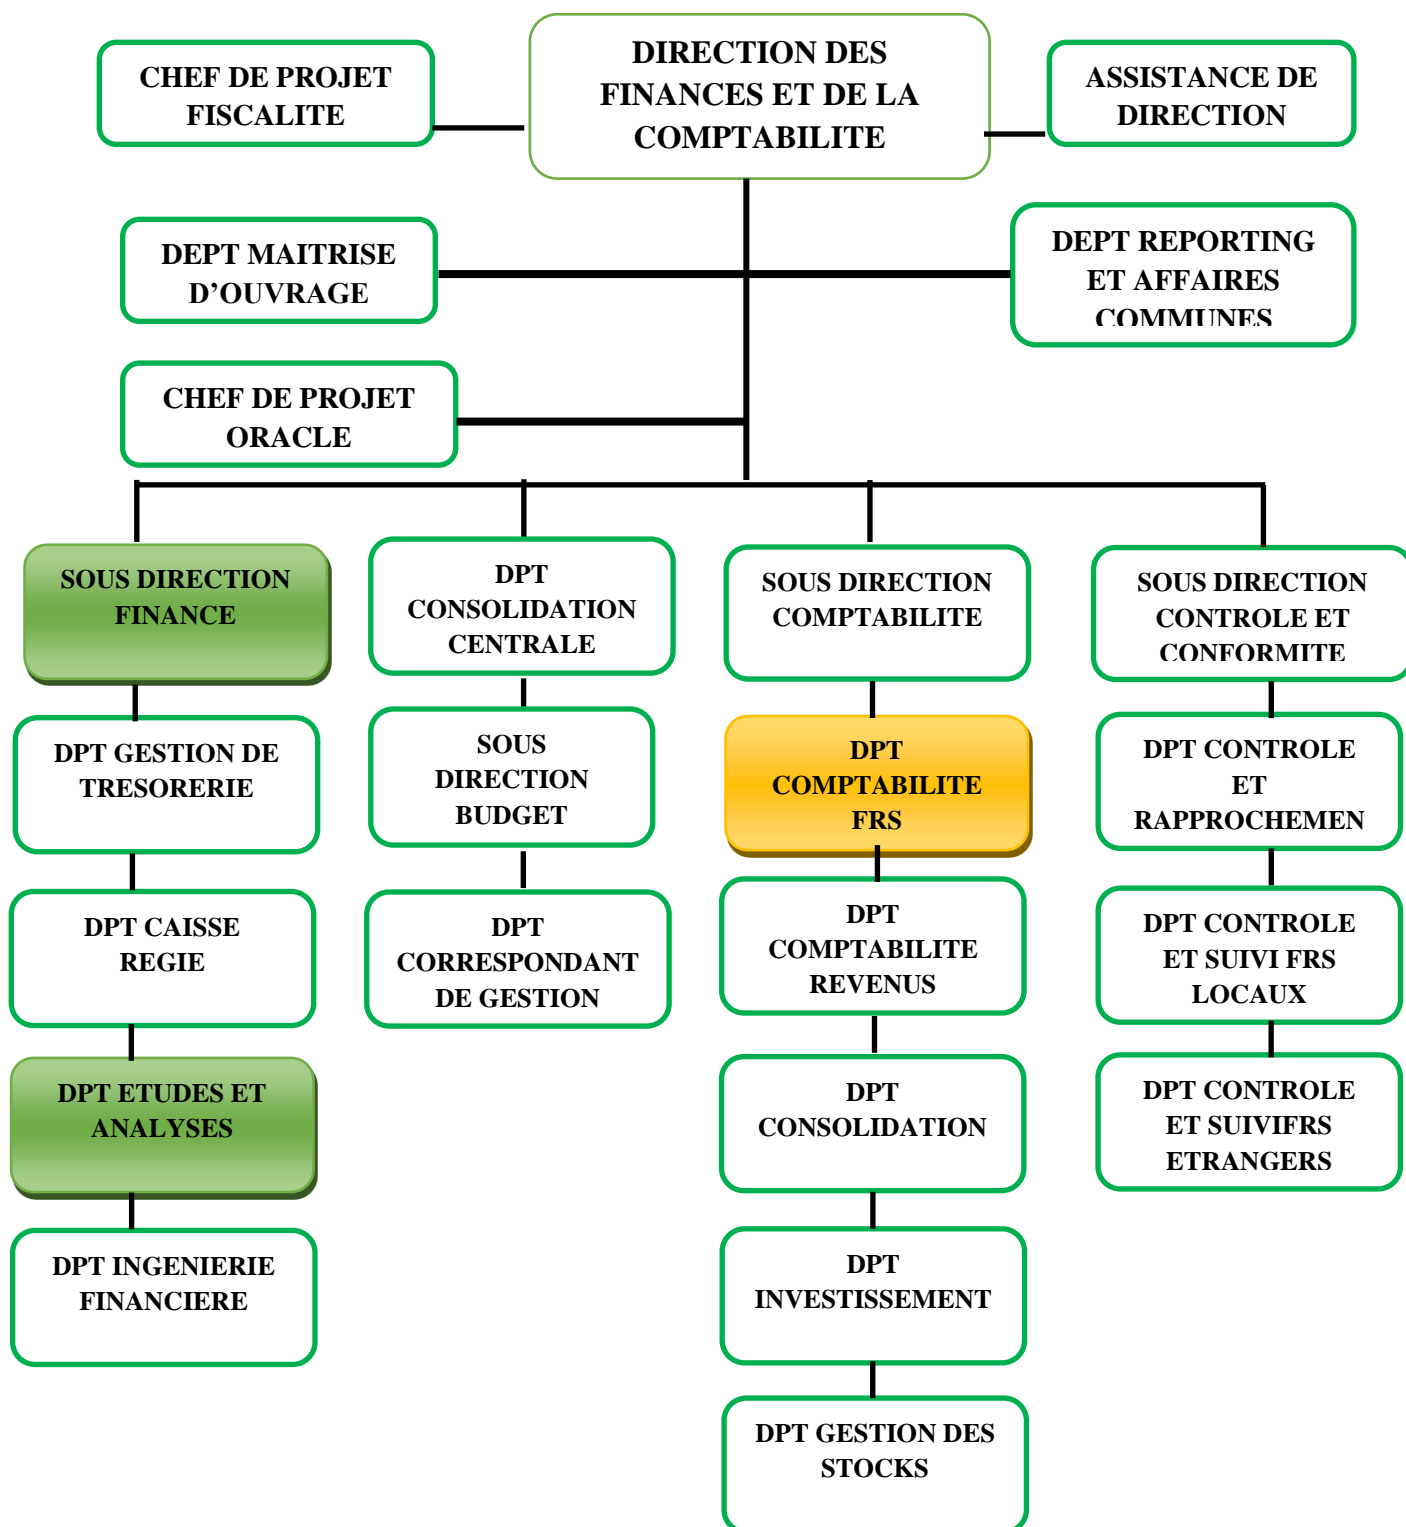 CHEF DE PROJET
FISCALITE
DIRECTION DES
FINANCES ET DE LA
COMPTABILITE
ASSISTANCE DE
DIRECTION
DEPT MAITRISE
D’OUVRAGE
DEPT REPORTING
ET AFFAIRES
COMMUNES
CHEF DE PROJET
ORACLE
SOUS DIRECTION
FINANCE
DPT GESTION DE
TRESORERIE
DPT CAISSE
REGIE
DPT ETUDES ET
ANALYSES
DPT INGENIERIE
FINANCIERE
DPT
CONSOLIDATION
CENTRALE
SOUS
DIRECTION
BUDGET
DPT
CORRESPONDANT
DE GESTION
SOUS DIRECTION
COMPTABILITE
DPT
COMPTABILITE
FRS
DPT
COMPTABILITE
REVENUS
DPT
CONSOLIDATION
DPT
INVESTISSEMENT
DPT GESTION DES
STOCKS
SOUS DIRECTION
CONTROLE ET
CONFORMITE
DPT CONTROLE
ET
RAPPROCHEMEN
DPT CONTROLE
ET SUIVI FRS
LOCAUX
DPT CONTROLE
ET SUIVIFRS
ETRANGERS